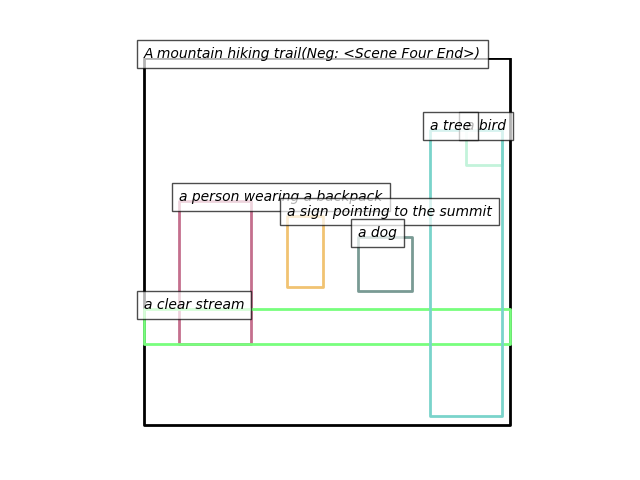 A mountain hiking trail(Neg: <Scene Four End>)
a tree
bird
a person wearing a backpack
a sign pointing to the summit
a dog
a clear stream